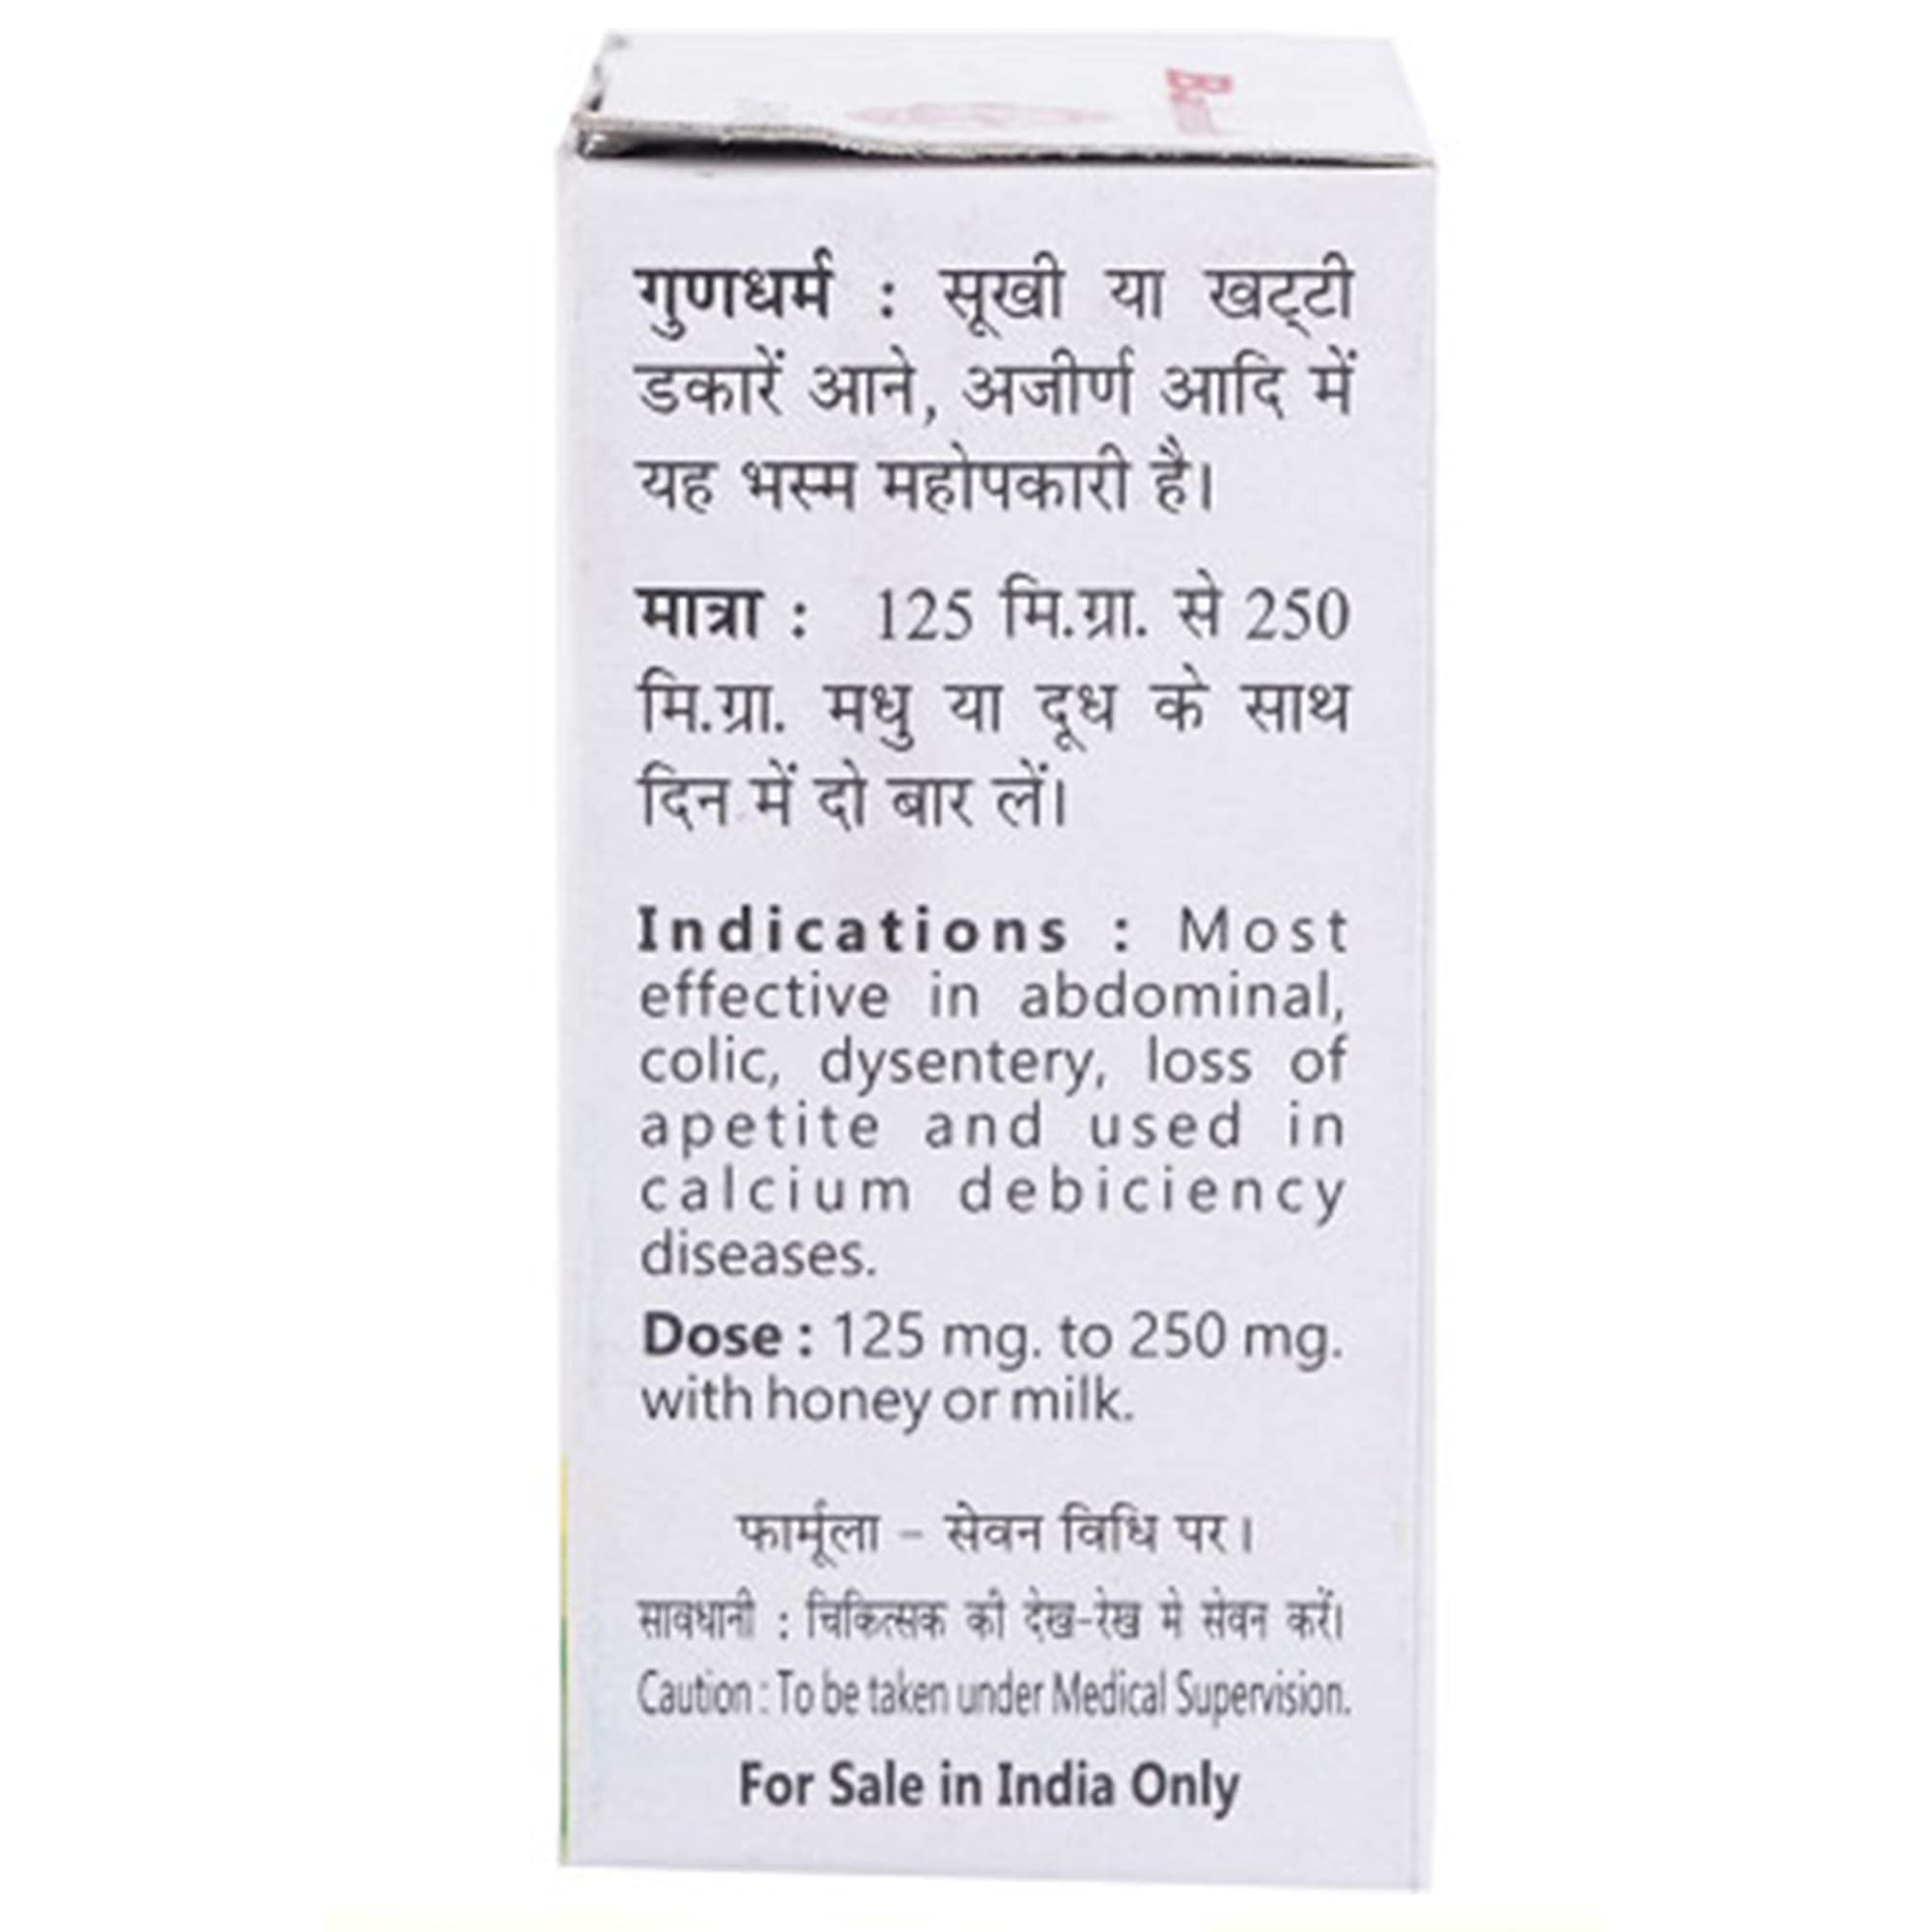 गुणधर्म : सूखी या खट्टी
डकारें आने, अजीर्ण आदि में
यह भस्म महोपकारी है।
मात्रा : 125 मि.ग्रा. से 250
मि.ग्रा. मधु या दूध के साथ
दिन में दो बार लें।
Indications : Most
effective in abdominal,
colic, dysentery, loss of
apetite and used in
calcium debiciency
diseases.
Dose : 125 mg. to 250 mg.
with honey or milk.
फार्मूला - सेवन विधि पर।
सावधानी : चिकित्सक की देख-रेख मे सेवन करें।
Caution : To be taken under Medical Supervision.
For Sale in India Only